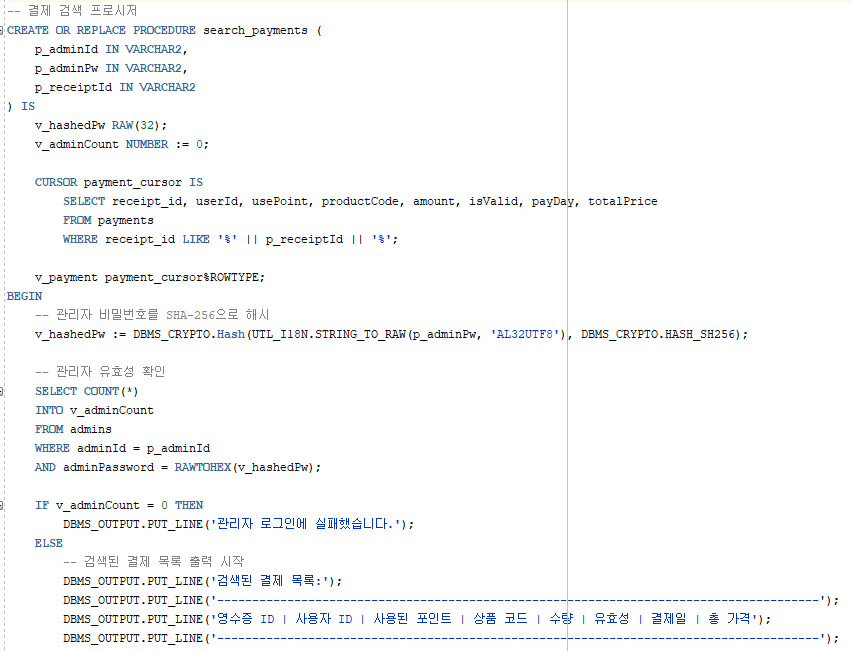 -- 결제 검색 프로시저
CREATE OR REPLACE PROCEDURE search_payments (
    p_adminId IN VARCHAR2,
    p_adminPw IN VARCHAR2,
    p_receiptId IN VARCHAR2
) IS
    v_hashedPw RAW(32);
    v_adminCount NUMBER := 0;

    CURSOR payment_cursor IS
        SELECT receipt_id, userId, usePoint, productCode, amount, isValid, payDay, totalPrice
        FROM payments
        WHERE receipt_id LIKE '%' || p_receiptId || '%';

    v_payment payment_cursor%ROWTYPE;
BEGIN
    -- 관리자 비밀번호를 SHA-256으로 해시
    v_hashedPw := DBMS_CRYPTO.Hash(UTL_I18N.STRING_TO_RAW(p_adminPw, 'AL32UTF8'), DBMS_CRYPTO.HASH_SH256);

    -- 관리자 유효성 확인
    SELECT COUNT(*)
    INTO v_adminCount
    FROM admins
    WHERE adminId = p_adminId
    AND adminPassword = RAWTOHEX(v_hashedPw);

    IF v_adminCount = 0 THEN
        DBMS_OUTPUT.PUT_LINE('관리자 로그인에 실패했습니다.');
    ELSE
        -- 검색된 결제 목록 출력 시작
        DBMS_OUTPUT.PUT_LINE('검색된 결제 목록:');
        DBMS_OUTPUT.PUT_LINE('--------------------------------------------------------------------------------------');
        DBMS_OUTPUT.PUT_LINE('영수증 ID | 사용자 ID | 사용된 포인트 | 상품 코드 | 수량 | 유효성 | 결제일 | 총 가격');
        DBMS_OUTPUT.PUT_LINE('--------------------------------------------------------------------------------------');